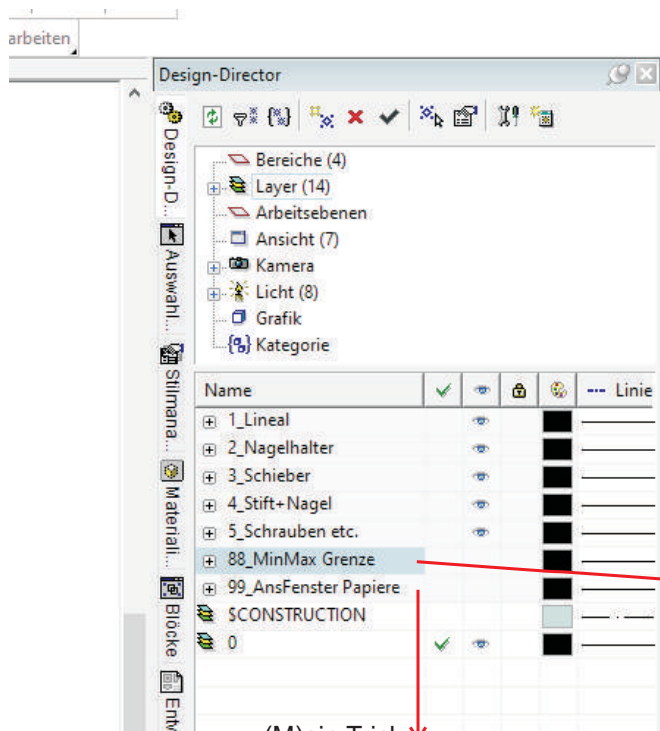 arbeiten
Design-Director
Design-D...
Bereiche (4)
Layer (14)
Arbeitsebenen
Ansicht (7)
Kamera
Licht (8)
Grafik
Kategorie
Auswahl...
Stilmana...
Materiali...
Blöcke
Entw
Name Linie
1_Lineal
2_Nagelhalter
3_Schieber
4_Stift+Nagel
5_Schrauben etc.
88_MinMax Grenze
99_AnsFenster Papiere
$CONSTRUCTION
0